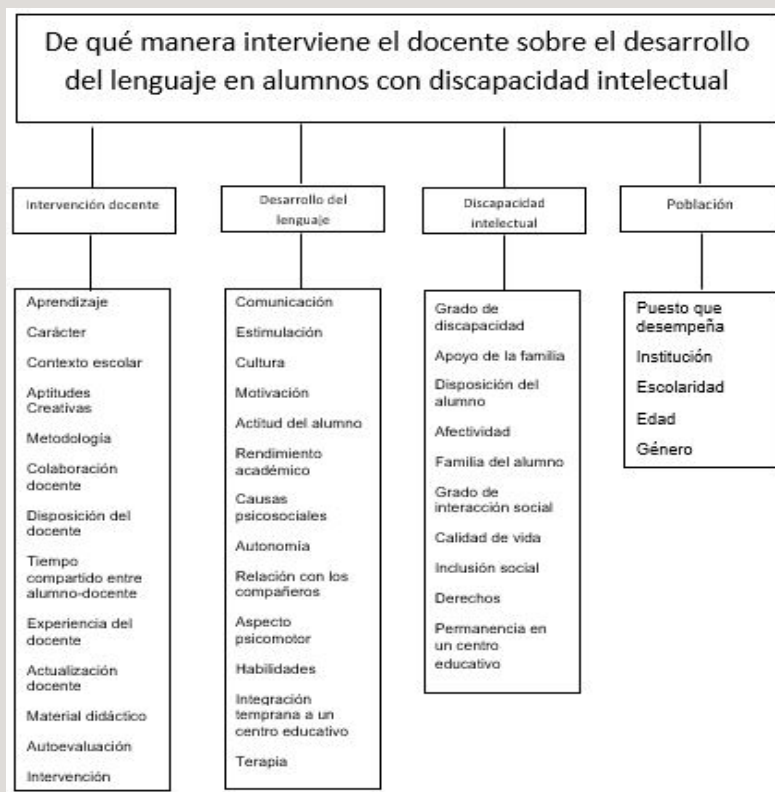 De qué manera interviene el docente sobre el desarrollo
del lenguaje en alumnos con discapacidad intelectual
Intervención docente
Aprendizaje
Carácter
Contexto escolar
Aptitudes
Creativas
Metodología
Colaboración
docente
Disposición del
docente
Tiempo
compartido entre
alumno-docente
Experiencia del
docente
Actualización
docente
Material didáctico
Autoevaluación
Intervención
Desarrollo del
lenguaje
Comunicación
Estimulación
Cultura
Motivación
Actitud del alumno
Rendimiento
académico
Causas
psicosociales
Autonomía
Relación con los
compañeros
Aspecto
psicomotor
Habilidades
Integración
temprana a un
centro educativo
Terapia
Discapacidad
intelectual
Grado de
discapacidad
Apoyo de la familia
Disposición del
alumno
Afectividad
Familia del alumno
Grado de
interacción social
Calidad de vida
Inclusión social
Derechos
Permanencia en
un centro
educativo
Población
Puesto que
desempeña
Institución
Escolaridad
Edad
Género